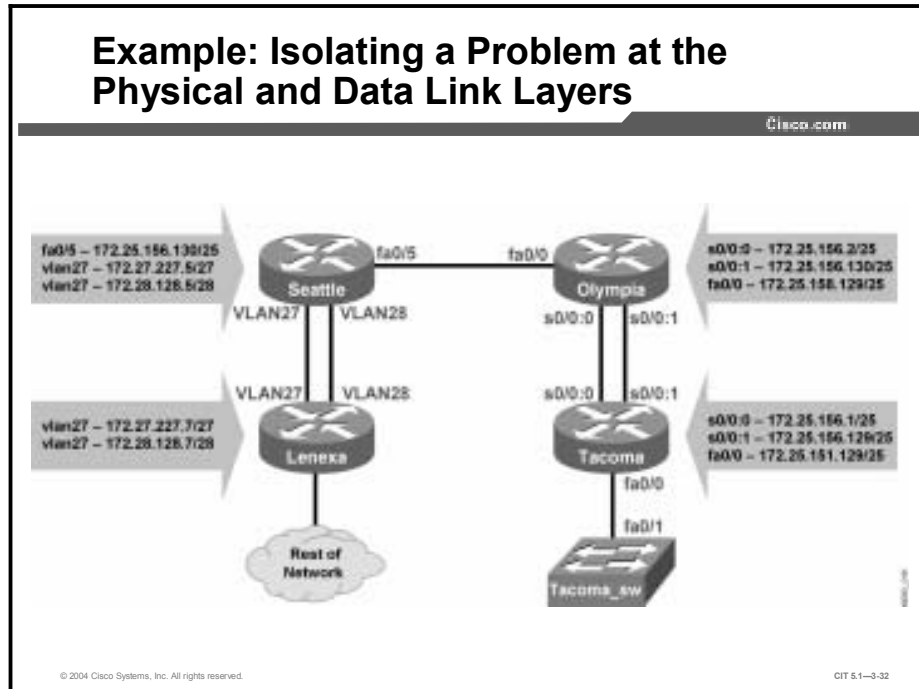 Example: Isolating a Problem at the
Physical and Data Link Layers
Cisco.com
fa0/5 – 172.25.156.130/25
vlan27 – 172.27.227.5/27
vlan27 – 172.28.128.5/28
fa0/5
fa0/0
Seattle
Olympia
s0/0:0 – 172.25.156.2/25
s0/0:1 – 172.25.156.130/25
fa0/0 – 172.25.158.129/25
VLAN27
VLAN28
s0/0:0
s0/0:1
VLAN27
VLAN28
s0/0:0
s0/0:1
vlan27 – 172.27.227.7/27
vlan27 – 172.28.128.7/28
Lenexa
Tacoma
s0/0:0 – 172.25.156.1/25
s0/0:1 – 172.25.156.129/25
fa0/0 – 172.25.151.129/25
fa0/0
fa0/1
Rest of
Network
Tacoma_sw
© 2004 Cisco Systems, Inc. All rights reserved.
CIT 5.1—3-32